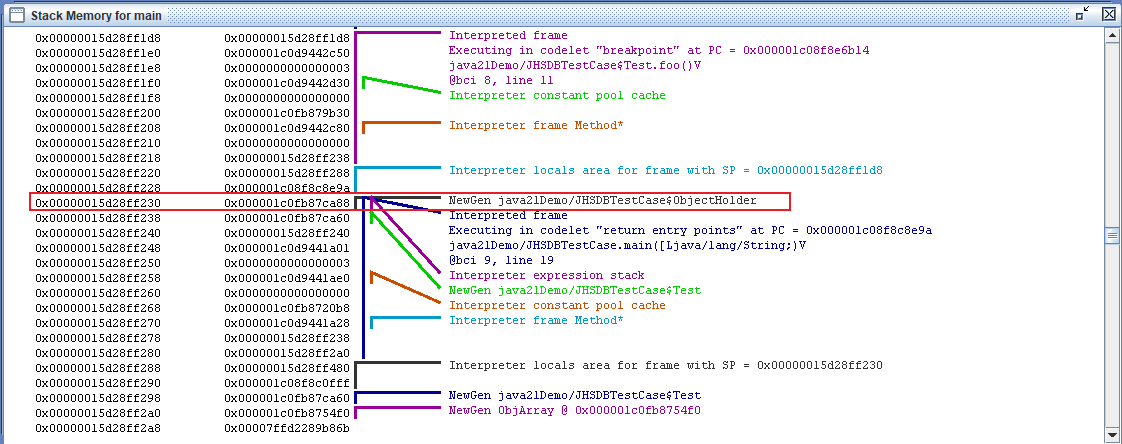 Stack Memory for main
0x00000015d28ff1d8 0x00000015d28ff1d8 Interpreted frame
0x00000015d28ff1e0 0x000001c0d9442c50 Executing in codelet "breakpoint" at PC = 0x000001c08f8e6b14
0x00000015d28ff1e8 0x0000000000000003 java21Demo/JHSDBTestCase$Test.foo()V
0x00000015d28ff1f0 0x000001c0d9442d30 @bci 8, line 11
0x00000015d28ff1f8 0x0000000000000000 Interpreter constant pool cache
0x00000015d28ff200 0x000001c0fb879b30
0x00000015d28ff208 0x000001c0d9442c80 Interpreter frame Method*
0x00000015d28ff210 0x0000000000000000
0x00000015d28ff218 0x00000015d28ff238
0x00000015d28ff220 0x00000015d28ff288 Interpreter locals area for frame with SP = 0x00000015d28ff1d8
0x00000015d28ff228 0x000001c08f8c8e9a
0x00000015d28ff230 0x000001c0fb87ca88 NewGen java21Demo/JHSDBTestCase$ObjectHolder
0x00000015d28ff238 0x000001c0fb87ca60 Interpreted frame
0x00000015d28ff240 0x00000015d28ff240 Executing in codelet "return entry points" at PC = 0x000001c08f8c8e9a
0x00000015d28ff248 0x000001c0d9441a01 java21Demo/JHSDBTestCase.main([Ljava/lang/String;)V
0x00000015d28ff250 0x0000000000000003 @bci 9, line 19
0x00000015d28ff258 0x000001c0d9441ae0 Interpreter expression stack
0x00000015d28ff260 0x0000000000000000 NewGen java21Demo/JHSDBTestCase$Test
0x00000015d28ff268 0x000001c0fb8720b8 Interpreter constant pool cache
0x00000015d28ff270 0x000001c0d9441a28 Interpreter frame Method*
0x00000015d28ff278 0x00000015d28ff238
0x00000015d28ff280 0x00000015d28ff2a0
0x00000015d28ff288 0x00000015d28ff480 Interpreter locals area for frame with SP = 0x00000015d28ff230
0x00000015d28ff290 0x000001c08f8c0fff
0x00000015d28ff298 0x000001c0fb87ca60 NewGen java21Demo/JHSDBTestCase$Test
0x00000015d28ff2a0 0x000001c0fb8754f0 NewGen ObjArray @ 0x000001c0fb8754f0
0x00000015d28ff2a8 0x00007ffd2289b86b